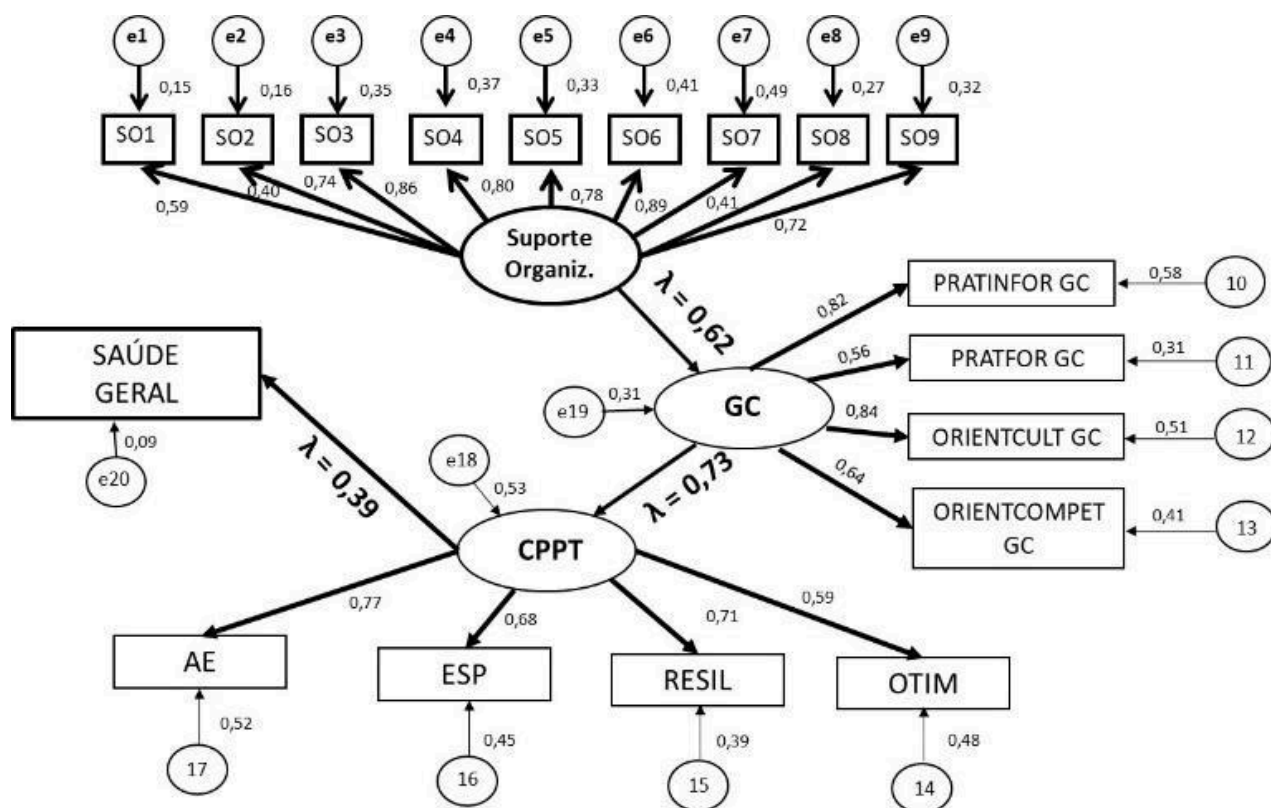 e1 e2 e3 e4 e5 e6 e7 e8 e9
0,15 0,16 0,35 0,37 0,33 0,41 0,49 0,27 0,32
SO1 SO2 SO3 SO4 SO5 SO6 SO7 SO8 SO9
0,59 0,40 0,74 0,86 0,80 0,78 0,89 0,41 0,72
Suporte
Organiz.
λ = 0,62
0,82
PRATINFOR GC
0,58
10
0,56
PRATFOR GC
0,31
11
SAÚDE
GERAL
0,09
e20
λ = 0,39
e19
0,31
GC
0,84
ORIENTCULT GC
0,51
12
0,64
ORIENTCOMPET
GC
0,41
13
λ = 0,73
e18
0,53
CPPT
0,77 0,68 0,71 0,59
AE ESP RESIL OTIM
0,52 0,45 0,39 0,48
17 16 15 14